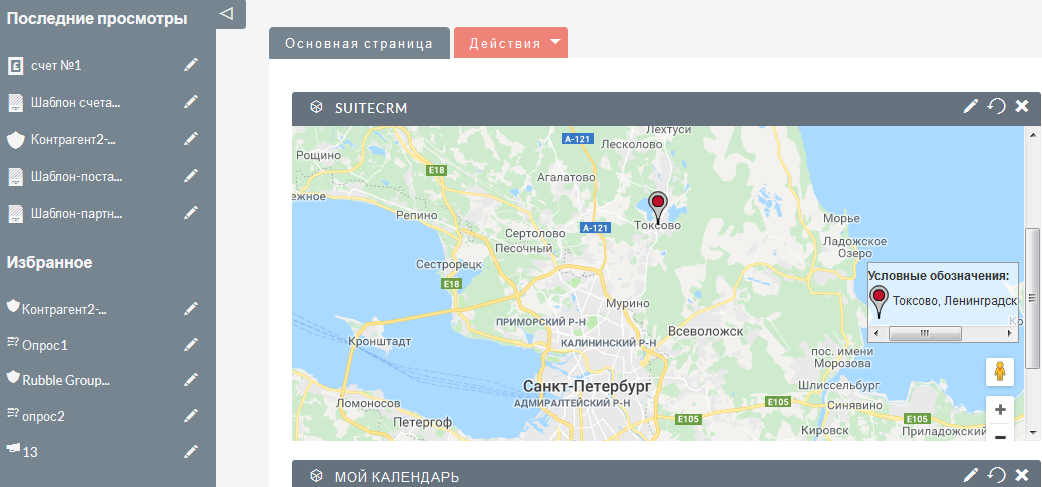 Последние просмотры
счет №1
Шаблон счета...
Контрагент2-...
Шаблон-поста...
Шаблон-партн...
Избранное
Контрагент2-...
Опрос1
Rubble Group...
опрос2
13
Основная страница
Действия
SUITECRM
Лехтуси
A-121
Лесколово
Рощино
E18
Агалатово
ежное
Репино
Токсово
A-121
Сертолово
Песочный
Морье
Ладожское
Озеро
Сестрорецк
E18
Условные обозначения:
Токсово, Ленинградск
Мурино
ПРИМОРСКИЙ Р-Н
Всеволожск
Ко
Кронштадт
КАЛИНИНСКИЙ Р-Н
пос. имени
Морозова
Санкт-Петербург
Шлиссельбург
Ломоносов
АДМИРАЛТЕЙСКИЙ Р-Н
E105
Синявино
Петергоф
E105
Кировск
Приладожский
МОЙ КАЛЕНДАРЬ